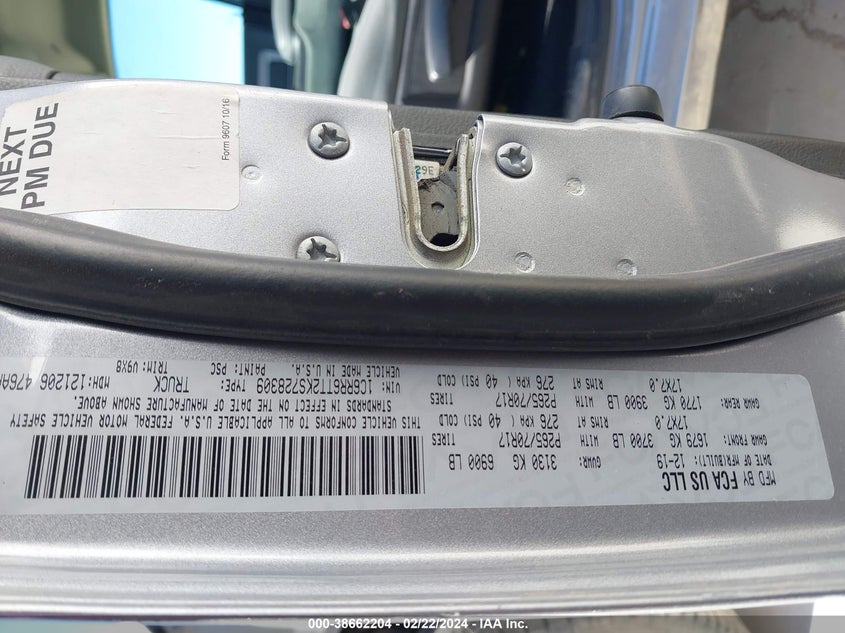 NEXT
PM DUE
Form 9607 10/16
29E
MFD BY FCA US LLC
DATE OF MFR(BUILT): 12-19 GVWR: 3130 KG 6900 LB
GAWR FRONT: 1679 KG 3700 LB WITH P265/70R17 TIRES
17X7.0 RIMS AT 276 KPA ( 40 PSI) COLD
GAWR REAR: 1770 KG 3900 LB WITH P265/70R17 TIRES
17X7.0 RIMS AT 276 KPA ( 40 PSI) COLD
THIS VEHICLE CONFORMS TO ALL APPLICABLE U.S.A. FEDERAL MOTOR VEHICLE SAFETY
STANDARDS IN EFFECT ON THE DATE OF MANUFACTURE SHOWN ABOVE.
VIN: 1C6RR6TT2KS728309 TYPE: TRUCK MDH:121206
VEHICLE MADE IN U.S.A. PAINT: PSC TRIM: V9X8
000-38662204 - 02/22/2024 - IAA Inc.